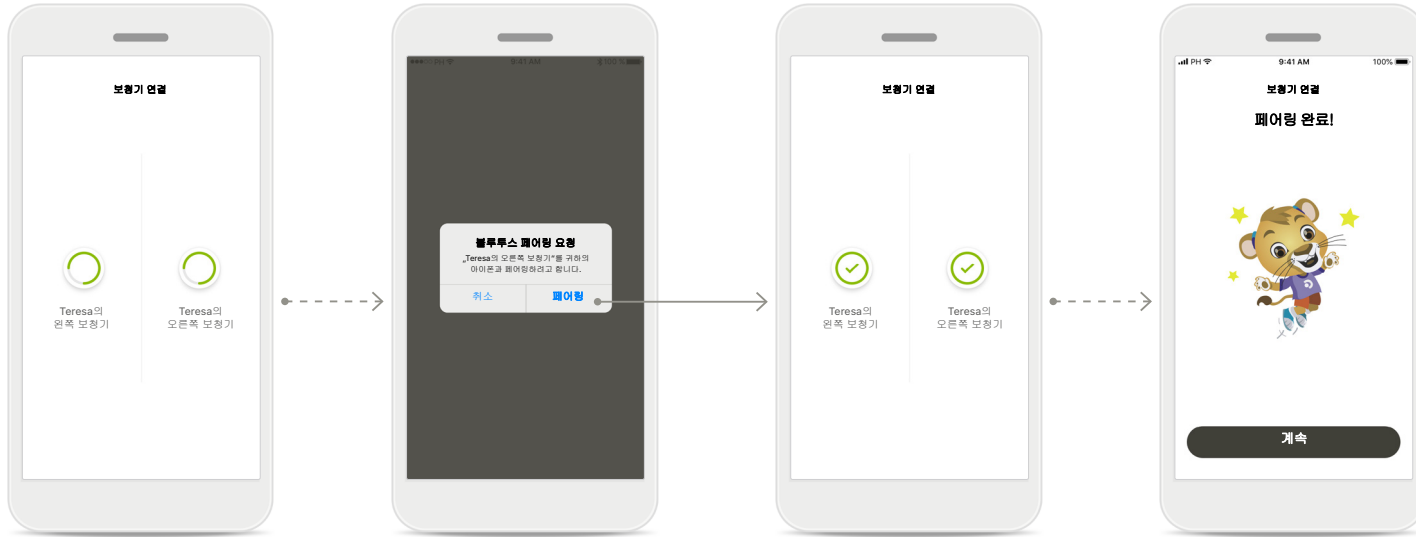 보청기 연결
Teresa의
왼쪽 보청기
Teresa의
오른쪽 보청기
PH
9:41 AM
100 %
블루투스 페어링 요청
„Teresa의 오른쪽 보청기“를 귀하의
아이폰과 페어링하려고 합니다.
취소
페어링
보청기 연결
Teresa의
왼쪽 보청기
Teresa의
오른쪽 보청기
PH
9:41 AM
100%
보청기 연결
페어링 완료!
계속